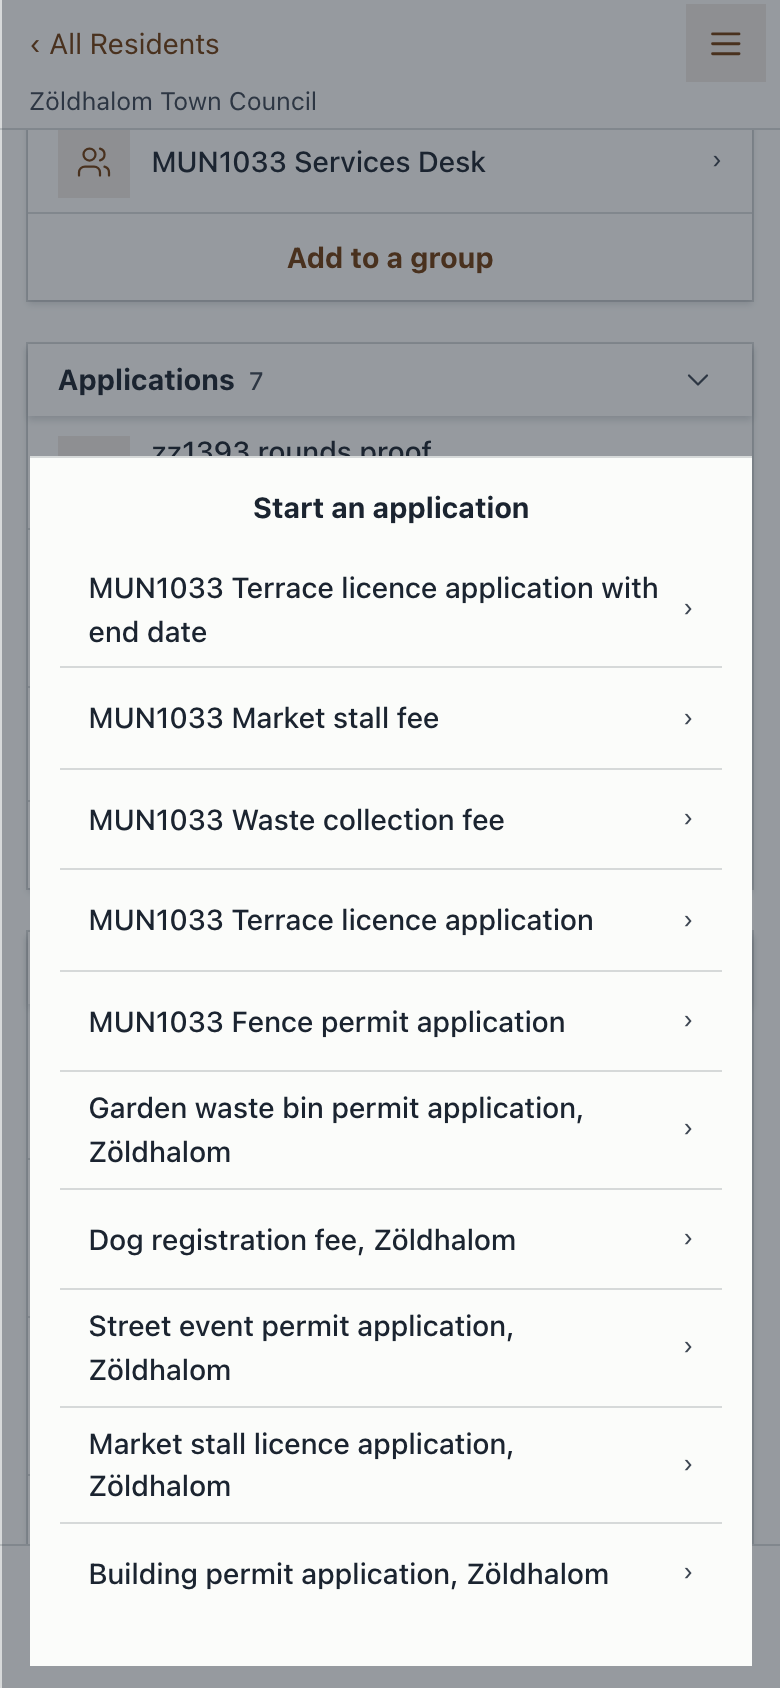 ‹ All Residents
Zöldhalom Town Council
MUN1033 Services Desk
Add to a group
Applications 7
zz1393 rounds proof
Start an application
MUN1033 Terrace licence application with
end date
MUN1033 Market stall fee
MUN1033 Waste collection fee
MUN1033 Terrace licence application
MUN1033 Fence permit application
Garden waste bin permit application,
Zöldhalom
Dog registration fee, Zöldhalom
Street event permit application,
Zöldhalom
Market stall licence application,
Zöldhalom
Building permit application, Zöldhalom